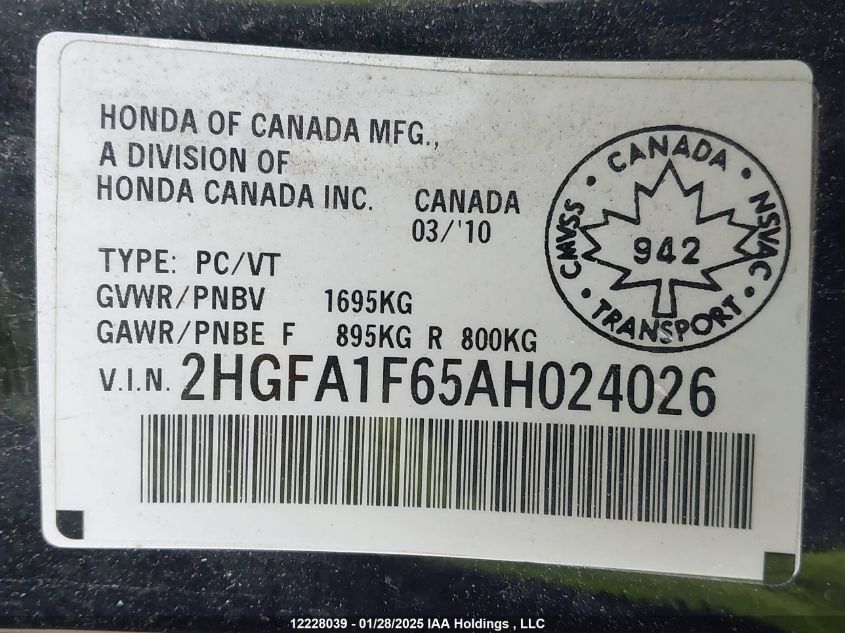 HONDA OF CANADA MFG.,
A DIVISION OF
HONDA CANADA INC. CANADA
03/'10
TYPE: PC/VT
GVWR/PNBV 1695KG
GAWR/PNBE F 895KG R 800KG
V.I.N. 2HGFA1F65AH024026
CANADA
CMVSS
942
NSVAC
TRANSPORT
12228039 - 01/28/2025 IAA Holdings , LLC